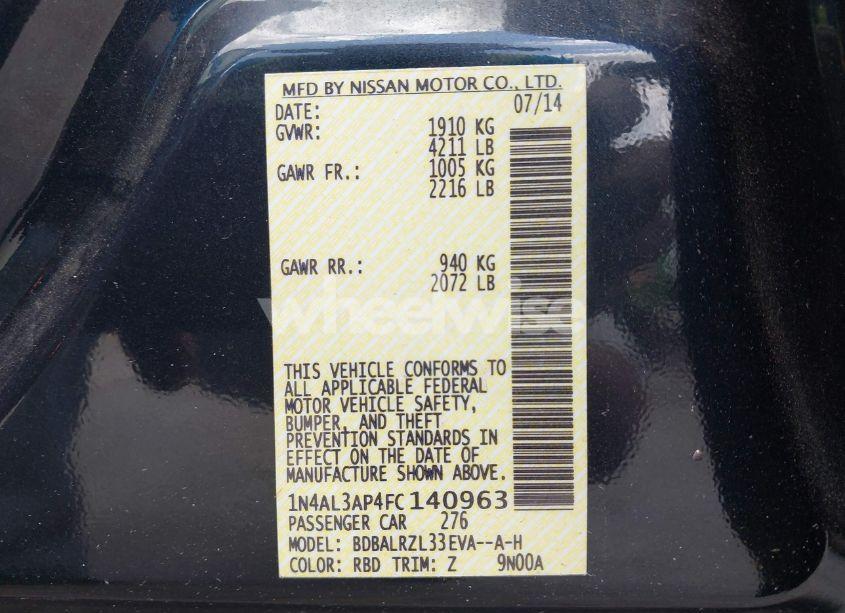 MFD BY NISSAN MOTOR CO., LTD.
DATE: 07/14
GVWR: 1910 KG
4211 LB
GAWR FR.: 1005 KG
2216 LB
GAWR RR.: 940 KG
2072 LB
wheelwise
THIS VEHICLE CONFORMS TO
ALL APPLICABLE FEDERAL
MOTOR VEHICLE SAFETY,
BUMPER, AND THEFT
PREVENTION STANDARDS IN
EFFECT ON THE DATE OF
MANUFACTURE SHOWN ABOVE.
1N4AL3AP4FC140963
PASSENGER CAR 276
MODEL: BDBALRZL33EVA--A-H
COLOR: RBD TRIM: Z 9N00A